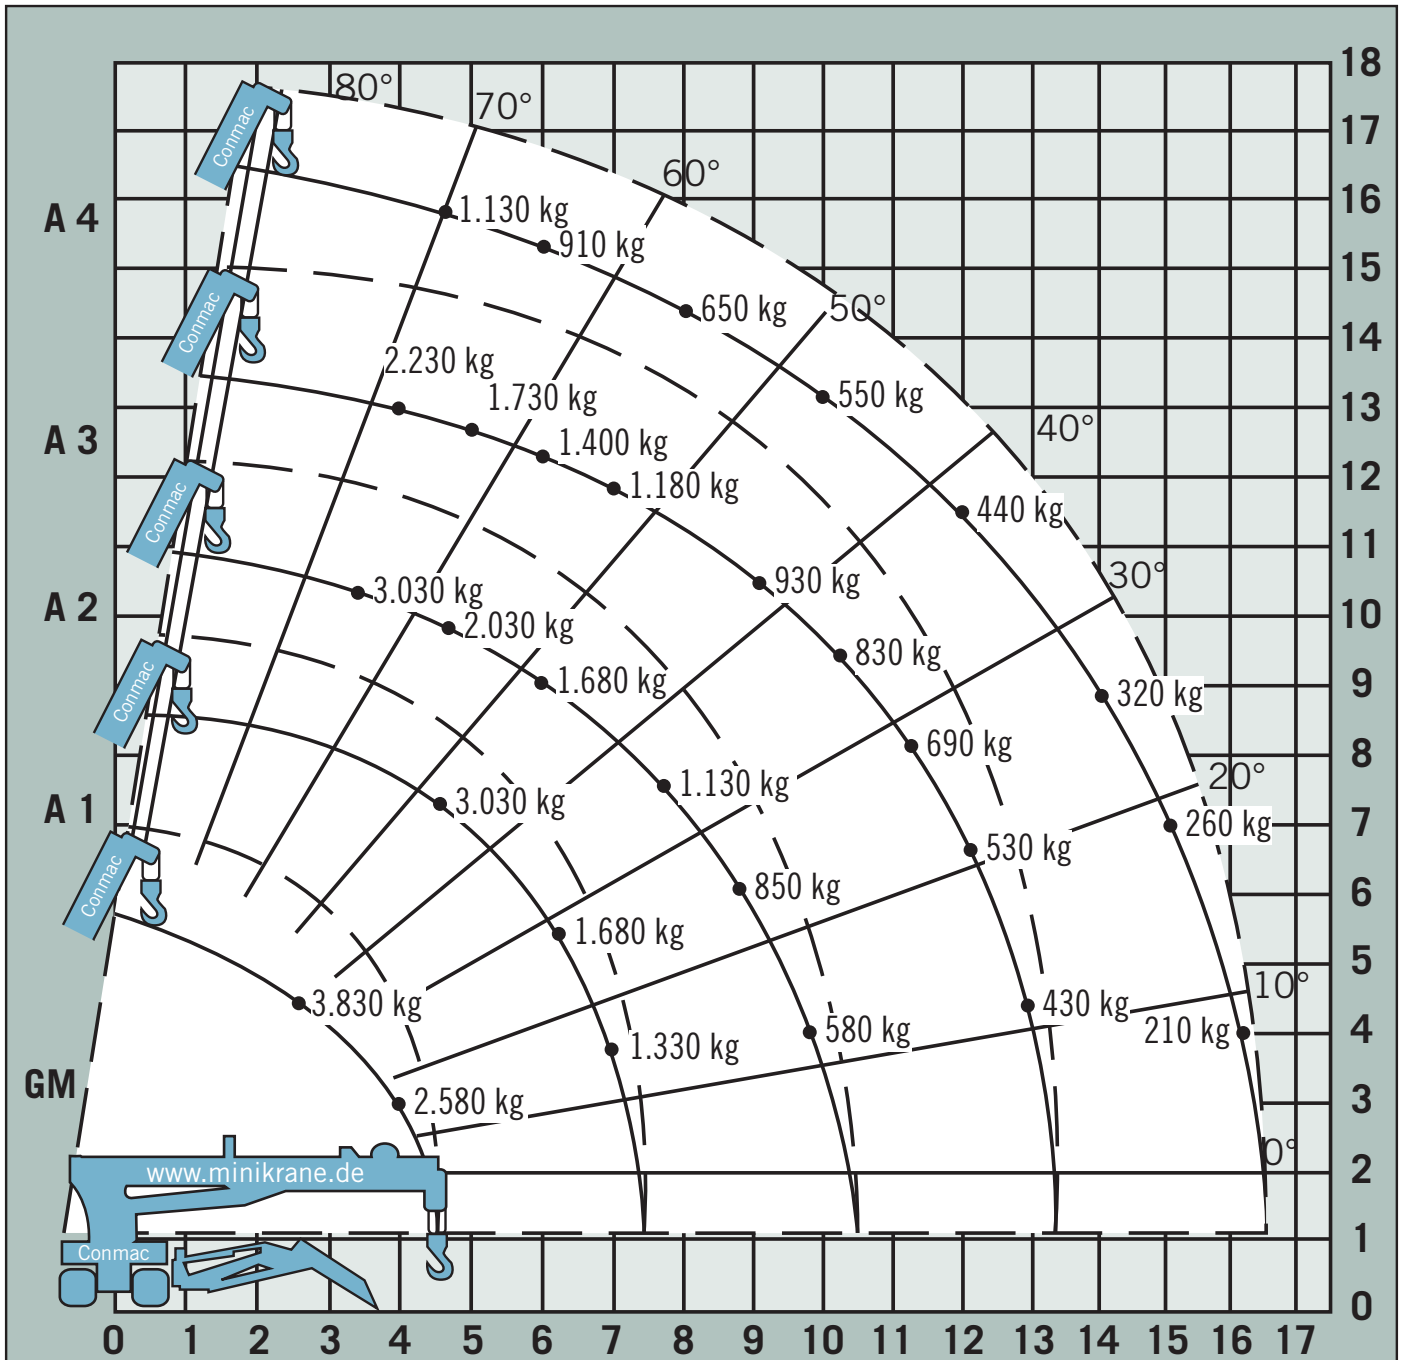 18
80°
70°
17
Conmac
60°
16
A 4
1.130 kg
910 kg
15
650 kg
50°
14
Conmac
2.230 kg
1.730 kg
550 kg
13
40°
A 3
1.400 kg
12
1.180 kg
440 kg
Conmac
11
930 kg
30°
3.030 kg
A 2
2.030 kg
10
830 kg
1.680 kg
9
320 kg
Conmac
690 kg
8
20°
1.130 kg
3.030 kg
A 1
260 kg
7
530 kg
Conmac
850 kg
6
1.680 kg
5
10°
3.830 kg
430 kg
580 kg
210 kg
4
1.330 kg
GM
2.580 kg
3
0°
www.minikrane.de
2
Conmac
1
0
0 1 2 3 4 5 6 7 8 9 10 11 12 13 14 15 16 17